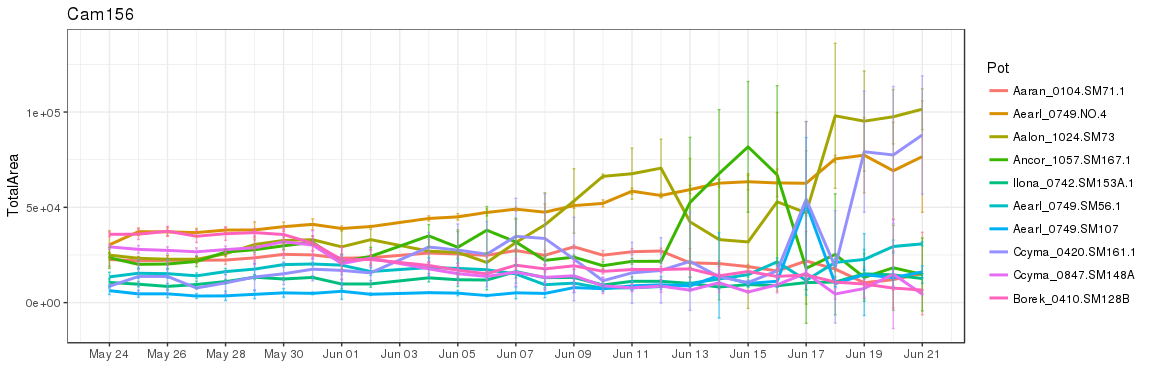 Cam156
TotalArea
1e+05
5e+04
0e+00
May 24 May 26 May 28 May 30 Jun 01 Jun 03 Jun 05 Jun 07 Jun 09 Jun 11 Jun 13 Jun 15 Jun 17 Jun 19 Jun 21
Pot
Aaran_0104.SM71.1
Aearl_0749.NO.4
Aalon_1024.SM73
Ancor_1057.SM167.1
Ilona_0742.SM153A.1
Aearl_0749.SM56.1
Aearl_0749.SM107
Ccyma_0420.SM161.1
Ccyma_0847.SM148A
Borek_0410.SM128B